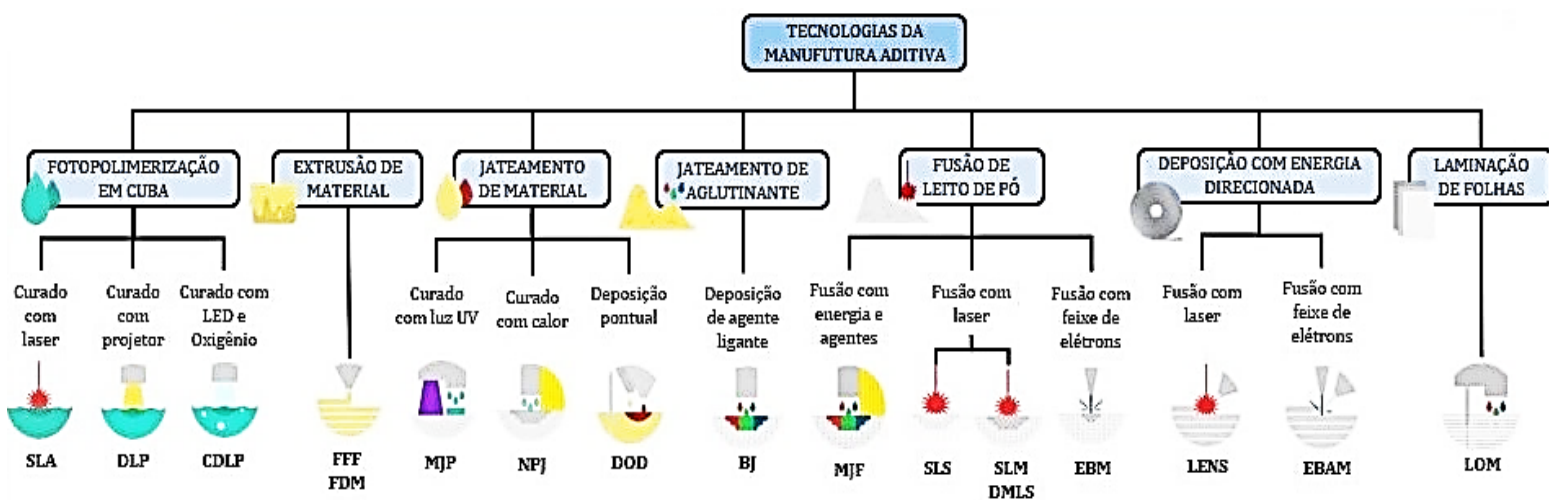 TECNOLOGIAS DA
MANUFUTURA ADITIVA
FOTOPOLIMERIZAÇÃO
EM CUBA
EXTRUSÃO DE
MATERIAL
JATEAMENTO
DE MATERIAL
JATEAMENTO DE
AGLUTINANTE
FUSÃO DE
LEITO DE PÓ
DEPOSIÇÃO COM ENERGIA
DIRECIONADA
LAMINAÇÃO
DE FOLHAS
Curado
com
laser
Curado
com
projetor
Curado com
LED e
Oxigênio
Curado
com luz UV
Curado
com calor
Deposição
pontual
Deposição
de agente
ligante
Fusão com
energia e
agentes
Fusão com
laser
Fusão com
feixe de
elétrons
Fusão com
laser
Fusão com
feixe de
elétrons
SLA
DLP
CDLP
FFF
FDM
MJP
NPJ
DOD
BJ
MJF
SLS
SLM
DMLS
EBM
LENS
EBAM
LOM